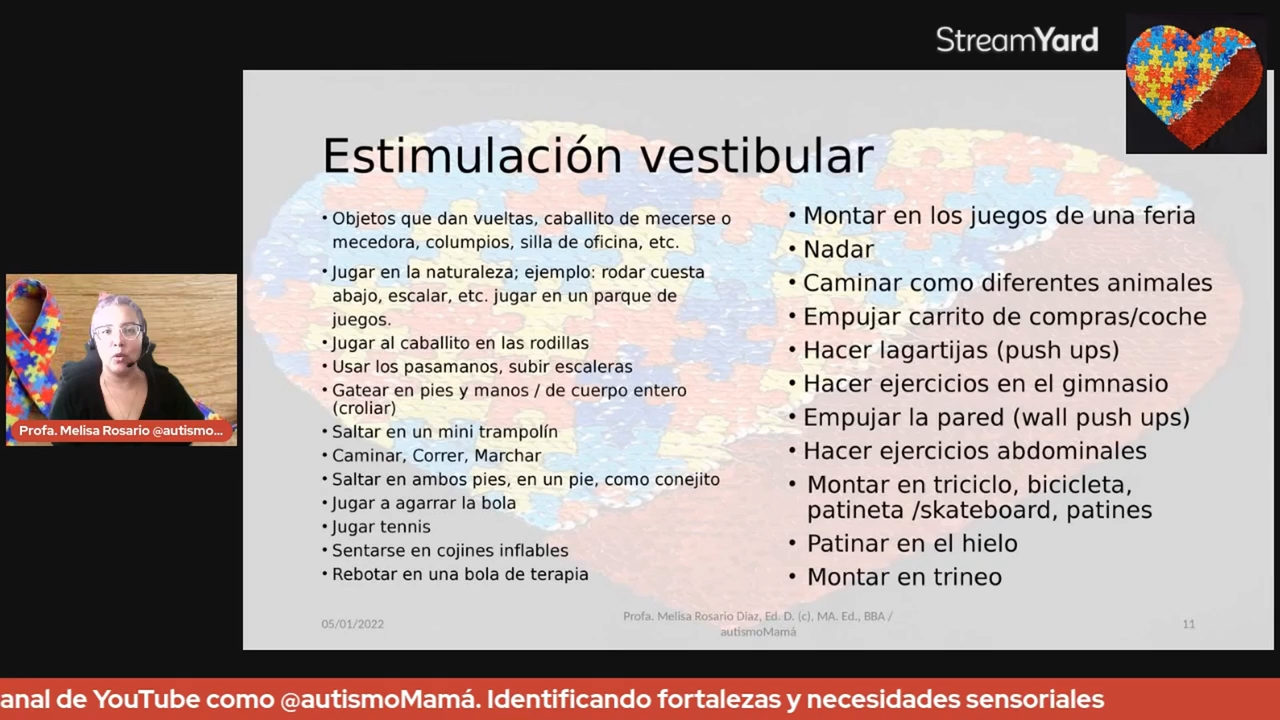 StreamYard
Estimulación vestibular
• Objetos que dan vueltas, caballito de mecerse o
mecedora, columpios, silla de oficina, etc.
• Jugar en la naturaleza; ejemplo: rodar cuesta
abajo, escalar, etc. jugar en un parque de
juegos.
• Jugar al caballito en las rodillas
• Usar los pasamanos, subir escaleras
• Gatear en pies y manos / de cuerpo entero
(croliar)
• Saltar en un mini trampolín
• Caminar, Correr, Marchar
• Saltar en ambos pies, en un pie, como conejito
• Jugar a agarrar la bola
• Jugar tennis
• Sentarse en cojines inflables
• Rebotar en una bola de terapia
• Montar en los juegos de una feria
• Nadar
• Caminar como diferentes animales
• Empujar carrito de compras/coche
• Hacer lagartijas (push ups)
• Hacer ejercicios en el gimnasio
• Empujar la pared (wall push ups)
• Hacer ejercicios abdominales
• Montar en triciclo, bicicleta,
patineta /skateboard, patines
• Patinar en el hielo
• Montar en trineo
Profa. Melisa Rosario @autismo...
05/01/2022
Profa. Melisa Rosario Diaz, Ed. D. (c), MA. Ed., BBA /
autismoMamá
11
anal de YouTube como @autismoMamá. Identificando fortalezas y necesidades sensoriales